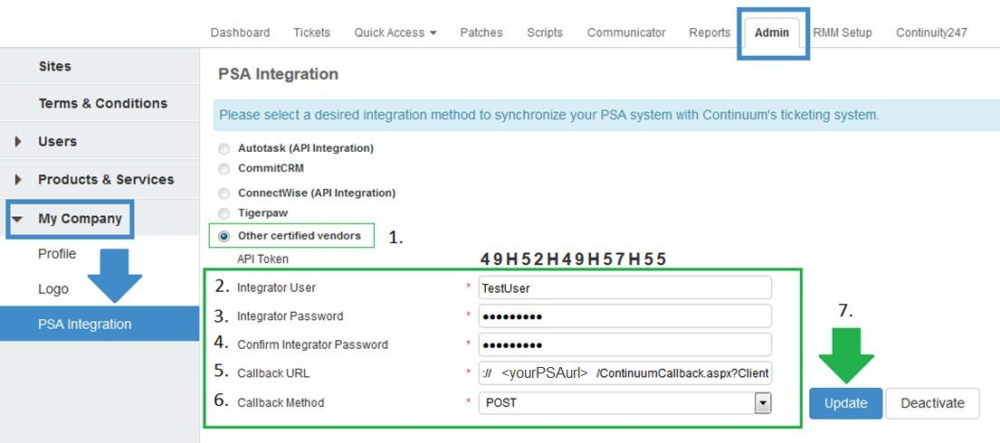 Dashboard Tickets Quick Access Patches Scripts Communicator Reports Admin RMM Setup Continuity247
Sites
Terms & Conditions
Users
Products & Services
My Company
Profile
Logo
PSA Integration
PSA Integration
Please select a desired integration method to synchronize your PSA system with Continuum's ticketing system.
Autotask (API Integration)
CommitCRM
ConnectWise (API Integration)
Tigerpaw
Other certified vendors 1.
API Token 49H52H49H57H55
2. Integrator User * TestUser
3. Integrator Password * ●●●●●●●●●
4. Confirm Integrator Password * ●●●●●●●●●
5. Callback URL * :// <yourPSAurl> /ContinuumCallback.aspx?Client
6. Callback Method * POST
7.
Update Deactivate